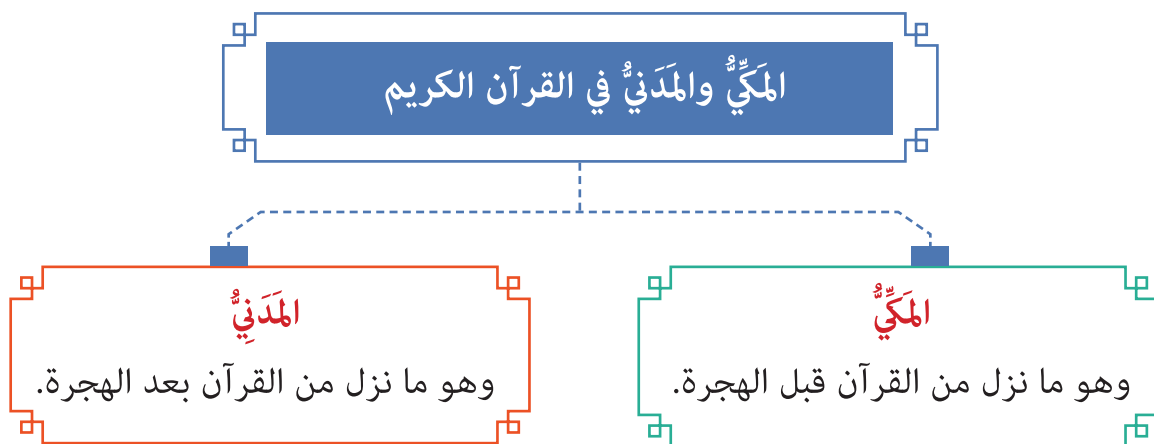 المَكِّيُّ والمَدَنيُّ في القرآن الكريم
المَكِّيُّ
وهو ما نزل من القرآن قبل الهجرة.
المَدَنِيُّ
وهو ما نزل من القرآن بعد الهجرة.